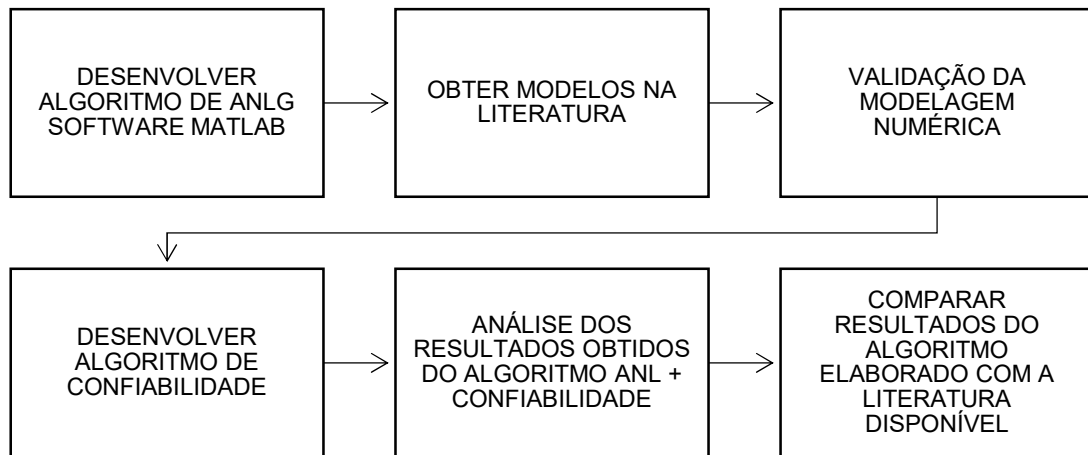 DESENVOLVER
ALGORITMO DE ANLG
SOFTWARE MATLAB
OBTER MODELOS NA
LITERATURA
VALIDAÇÃO DA
MODELAGEM
NUMÉRICA
DESENVOLVER
ALGORITMO DE
CONFIABILIDADE
ANÁLISE DOS
RESULTADOS OBTIDOS
DO ALGORITMO ANL +
CONFIABILIDADE
COMPARAR
RESULTADOS DO
ALGORITMO
ELABORADO COM A
LITERATURA
DISPONÍVEL